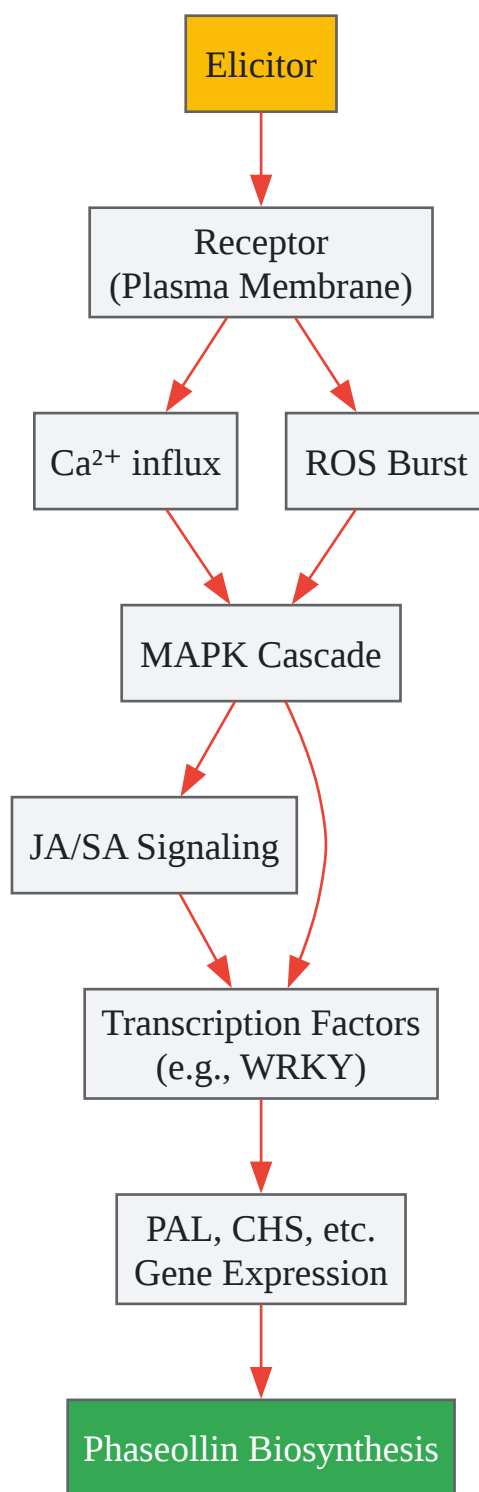 Elicitor
Receptor
(Plasma Membrane)
Ca²⁺ influx
ROS Burst
MAPK Cascade
JA/SA Signaling
Transcription Factors
(e.g., WRKY)
PAL, CHS, etc.
Gene Expression
Phaseollin Biosynthesis